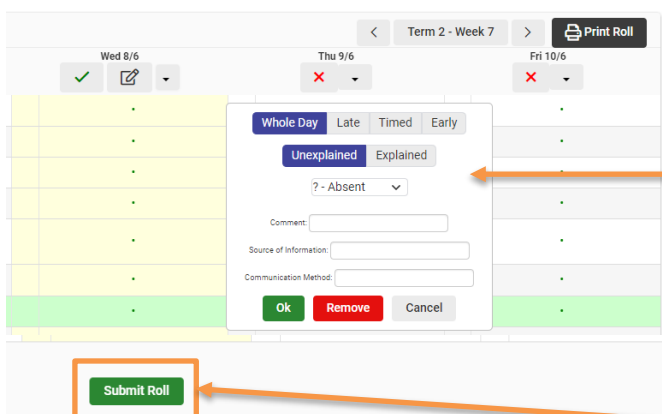 < Term 2 - Week 7 > Print Roll
Wed 8/6 Thu 9/6 Fri 10/6
Whole Day Late Timed Early
Unexplained Explained
? - Absent
Comment:
Source of Information:
Communication Method:
Ok Remove Cancel
Submit Roll